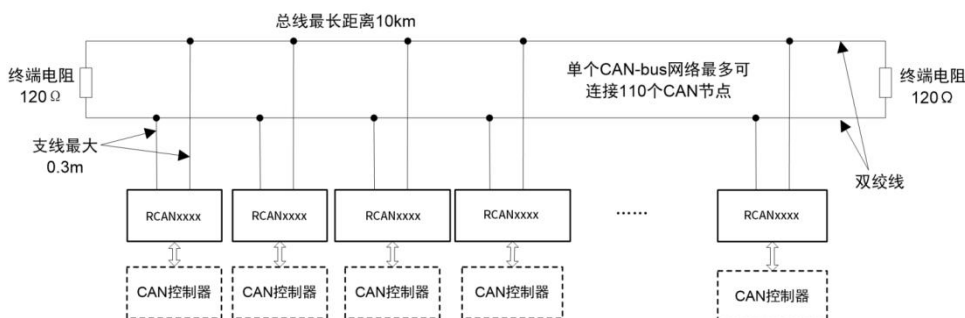 总线最长距离10km
终端电阻
120Ω
单个CAN-bus网络最多可
连接110个CAN节点
终端电阻
120Ω
支线最大
0.3m
双绞线
RCANxxxx
RCANxxxx
RCANxxxx
RCANxxxx
······
RCANxxxx
CAN控制器
CAN控制器
CAN控制器
CAN控制器
CAN控制器